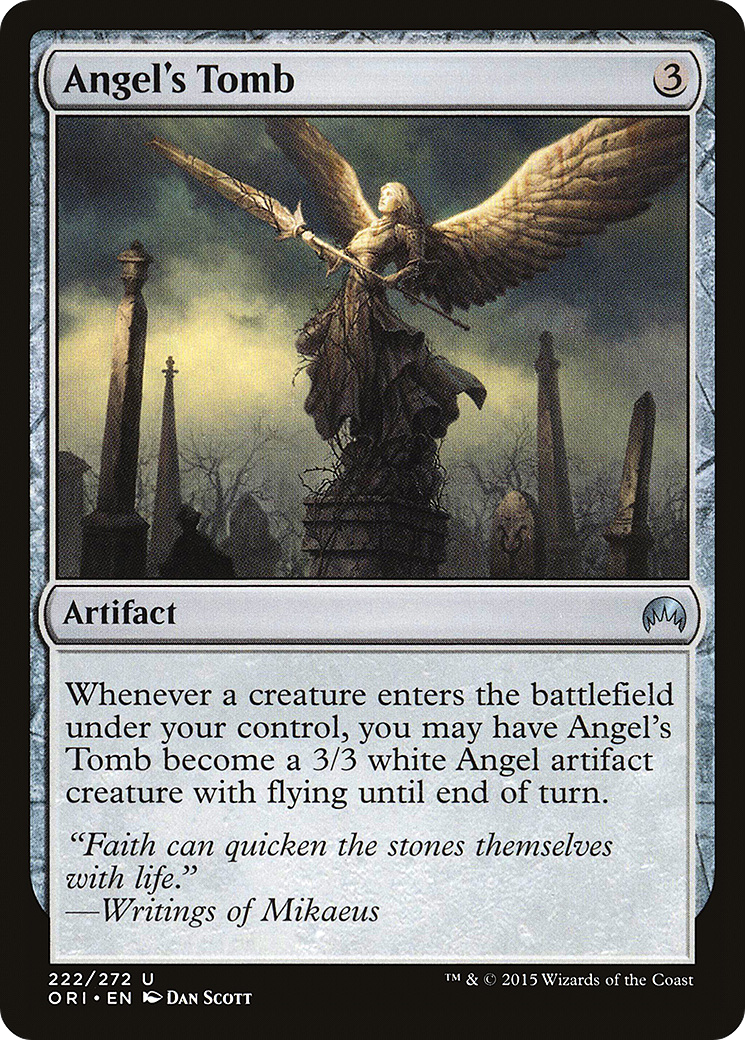 Angel's Tomb 3
Artifact
Whenever a creature enters the battlefield
under your control, you may have Angel's
Tomb become a 3/3 white Angel artifact
creature with flying until end of turn.
“Faith can quicken the stones themselves
with life.”
—Writings of Mikaeus
222/272 U
™ & © 2015 Wizards of the Coast
ORI • EN Dan Scott